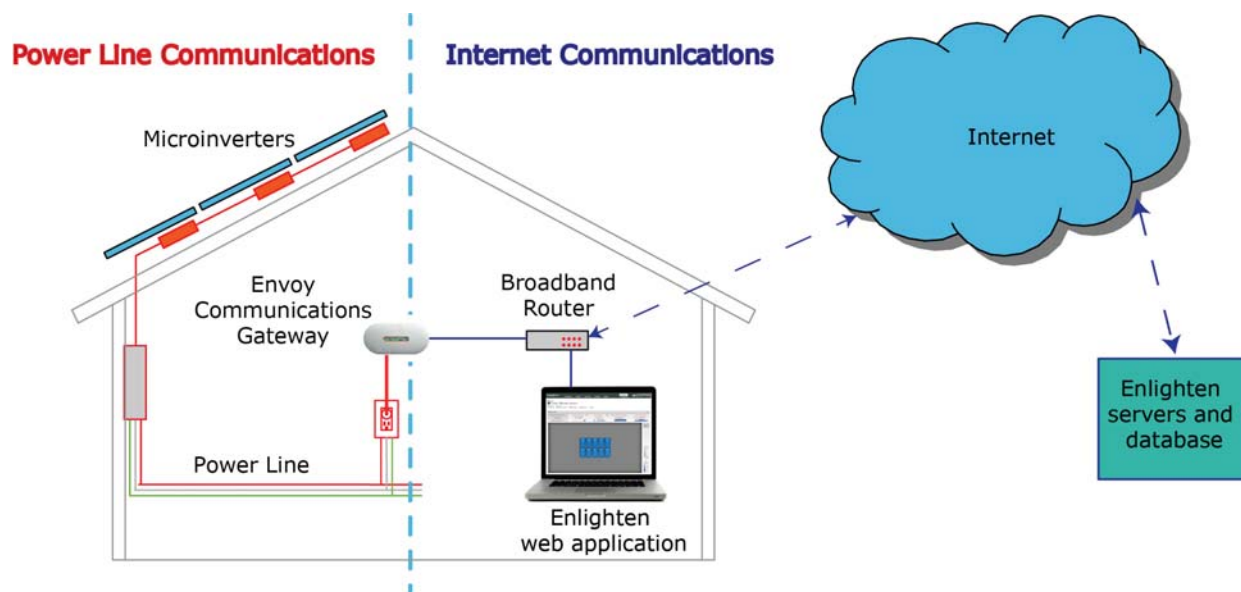 Power Line Communications
Internet Communications
Microinverters
Internet
Envoy
Communications
Gateway
Broadband
Router
Power Line
Enlighten
web application
Enlighten
servers and
database